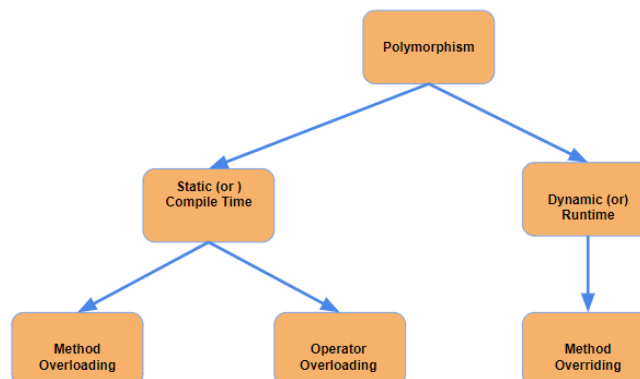 Polymorphism
Static (or )
Compile Time
Dynamic (or)
Runtime
Method
Overloading
Operator
Overloading
Method
Overriding